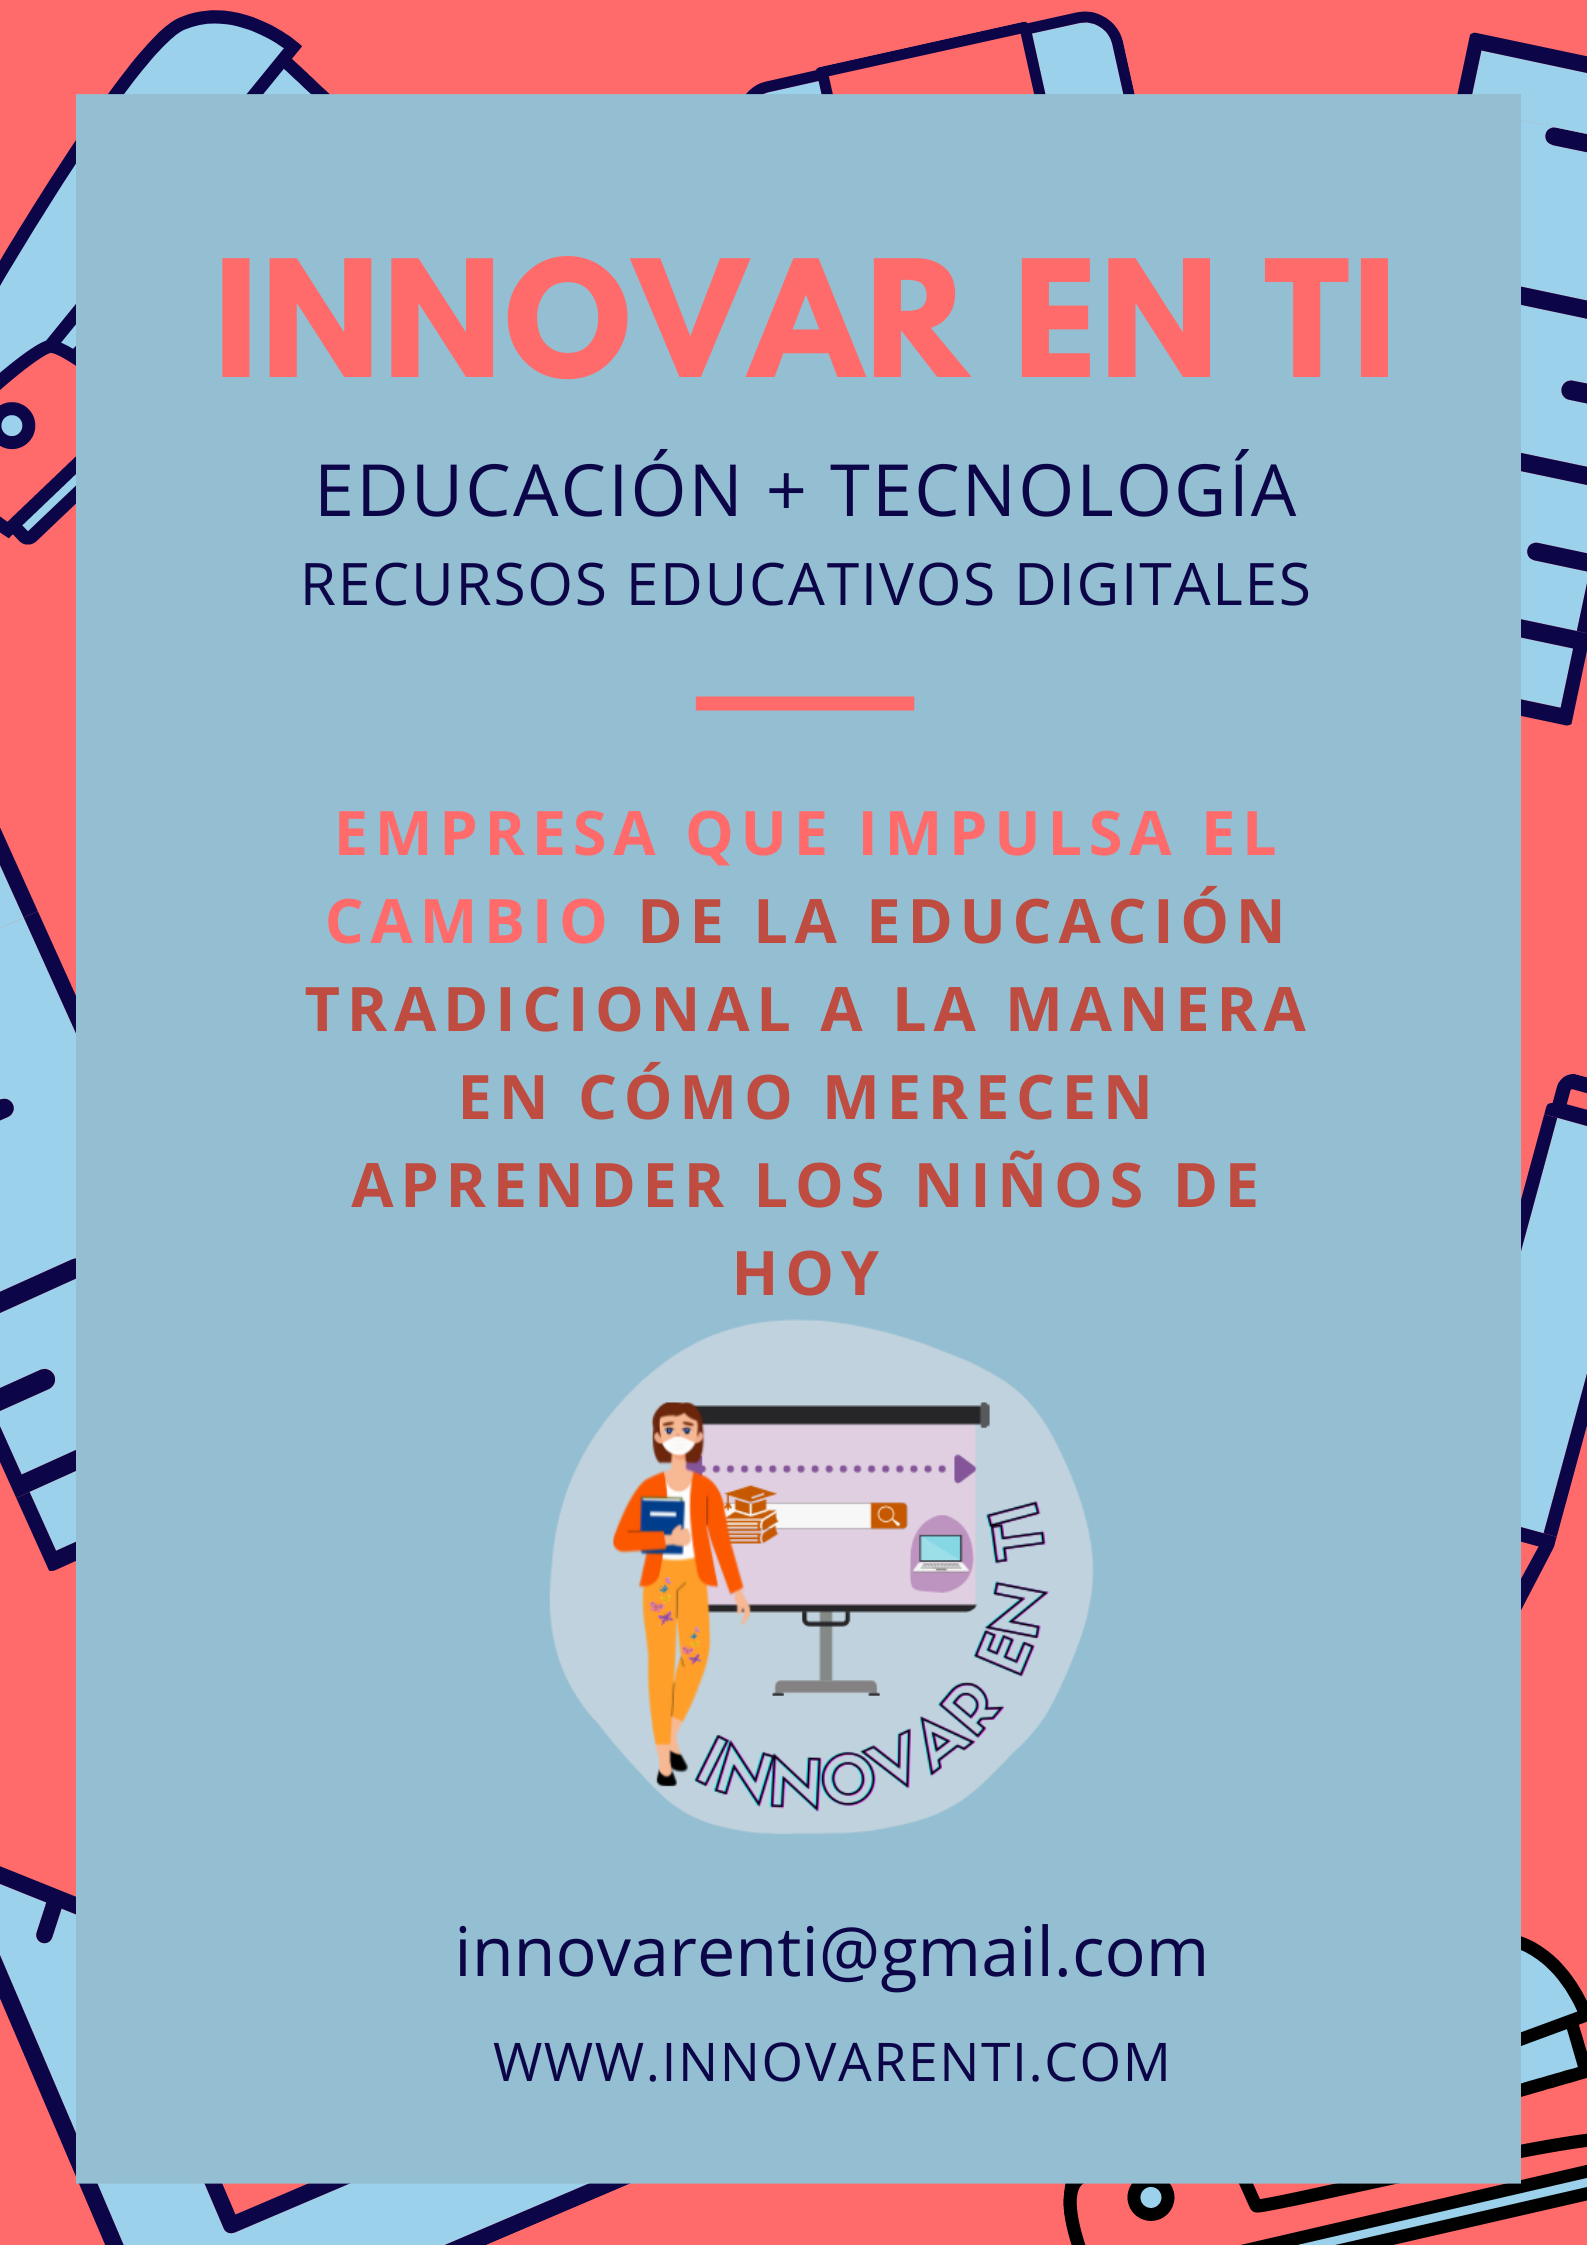 INNOVAR EN TI
EDUCACIÓN + TECNOLOGÍA
RECURSOS EDUCATIVOS DIGITALES
EMPRESA QUE IMPULSA EL
CAMBIO DE LA EDUCACIÓN
TRADICIONAL A LA MANERA
EN CÓMO MERECEN
APRENDER LOS NIÑOS DE
HOY
INNOVAR EN TI
innovarenti@gmail.com
WWW.INNOVARENTI.COM